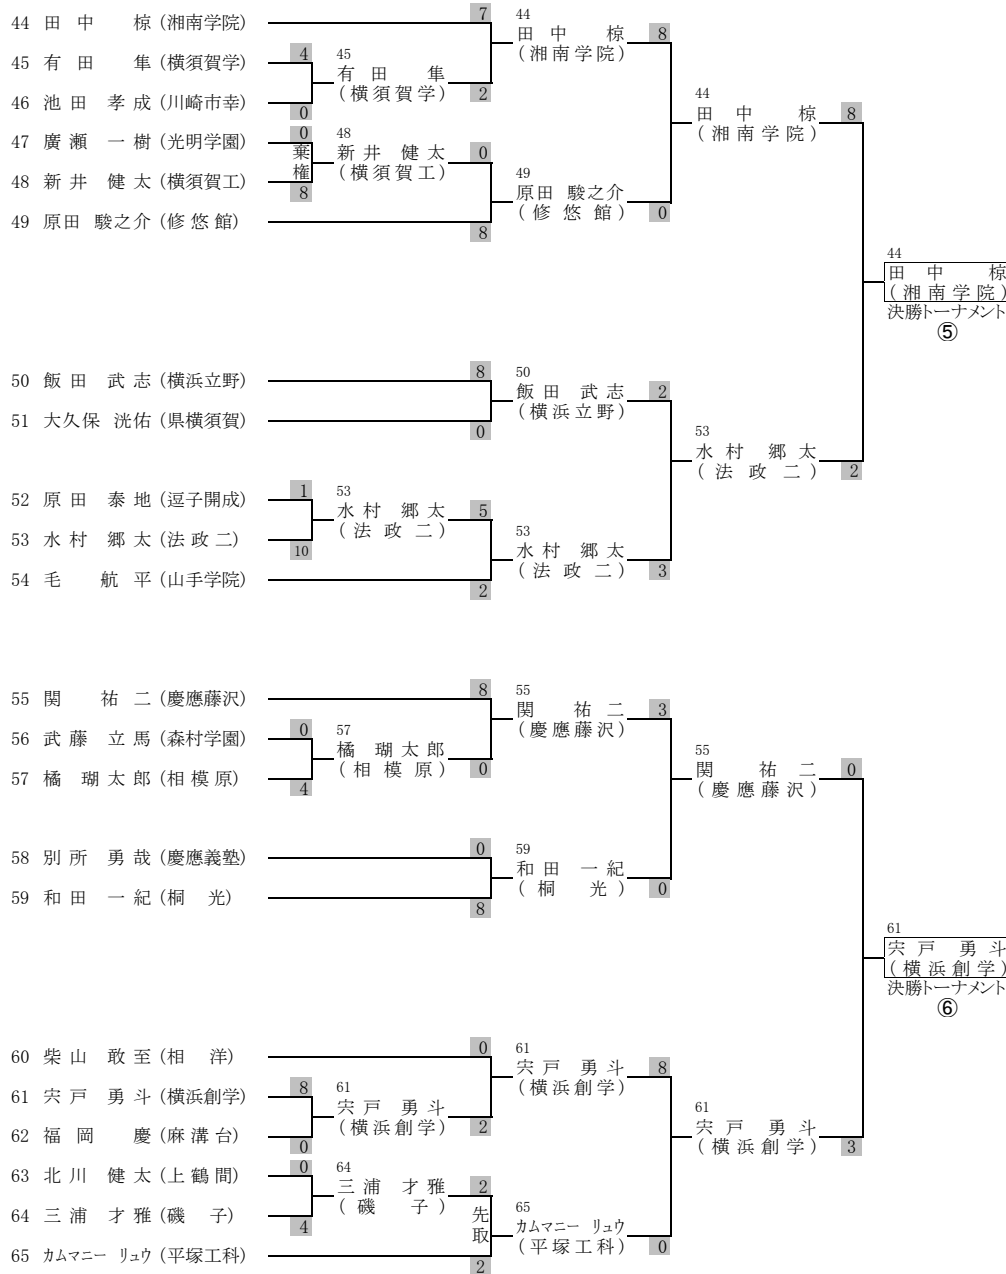 44 田中 椋 (湘南学院)
7
44
田中 椋
(湘南学院)
8
45 有田 隼 (横須賀学)
4
45
有田 隼
(横須賀学)
2
46 池田 孝成 (川崎市幸)
0
44
田中 椋
(湘南学院)
8
47 廣瀬 一樹 (光明学園)
0
棄権
48
新井 健太
(横須賀工)
0
48 新井 健太 (横須賀工)
8
49
原田 駿之介
(修悠館)
0
49 原田 駿之介 (修悠館)
8
44
田中 椋
(湘南学院)
決勝トーナメント
⑤
50 飯田 武志 (横浜立野)
8
50
飯田 武志
(横浜立野)
2
51 大久保 洸佑 (県横須賀)
0
53
水村 郷太
(法政二)
2
52 原田 泰地 (逗子開成)
1
53
水村 郷太
(法政二)
5
53 水村 郷太 (法政二)
10
53
水村 郷太
(法政二)
3
54 毛 航平 (山手学院)
2
55 関 祐二 (慶應藤沢)
8
55
関 祐二
(慶應藤沢)
3
56 武藤 立馬 (森村学園)
0
57
橘 瑚太郎
(相模原)
0
57 橘 瑚太郎 (相模原)
4
55
関 祐二
(慶應藤沢)
0
58 別所 勇哉 (慶應義塾)
0
59
和田 一紀
(桐光)
0
59 和田 一紀 (桐 光)
8
61
宍戸 勇斗
(横浜創学)
決勝トーナメント
⑥
60 柴山 敢至 (相 洋)
0
61
宍戸 勇斗
(横浜創学)
8
61 宍戸 勇斗 (横浜創学)
8
61
宍戸 勇斗
(横浜創学)
2
62 福岡 慶 (麻溝台)
0
61
宍戸 勇斗
(横浜創学)
3
63 北川 健太 (上鶴間)
0
64
三浦 才雅
(磯 子)
2
先取
64 三浦 才雅 (磯 子)
4
65
カムマニー リュウ
(平塚工科)
0
65 カムマニー リュウ (平塚工科)
2